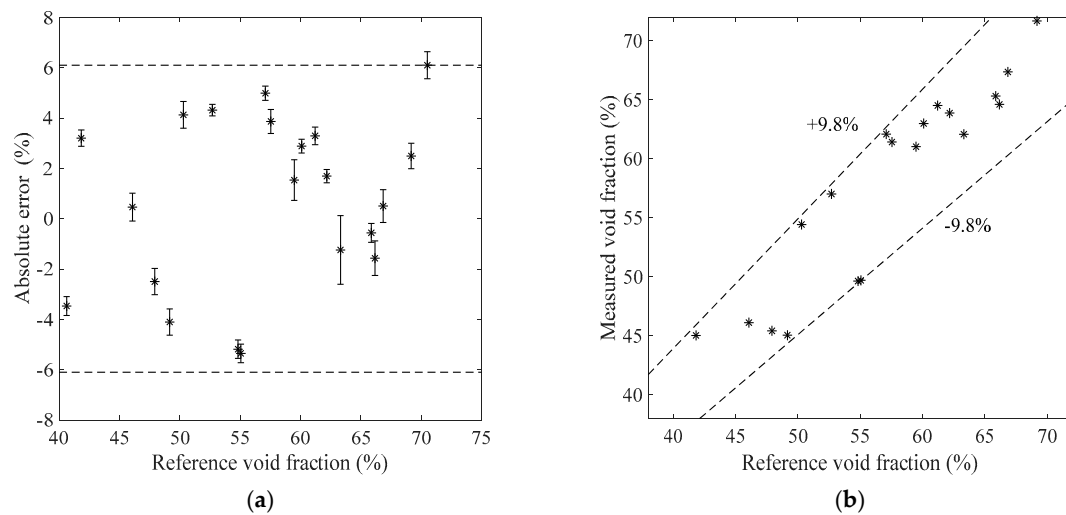 8
6
4
2
0
-2
-4
-6
-8
Absolute error (%)
40 45 50 55 60 65 70 75
Reference void fraction (%)
(a)
70
65
60
55
50
45
40
Measured void fraction (%)
+9.8%
-9.8%
40 45 50 55 60 65 70
Reference void fraction (%)
(b)